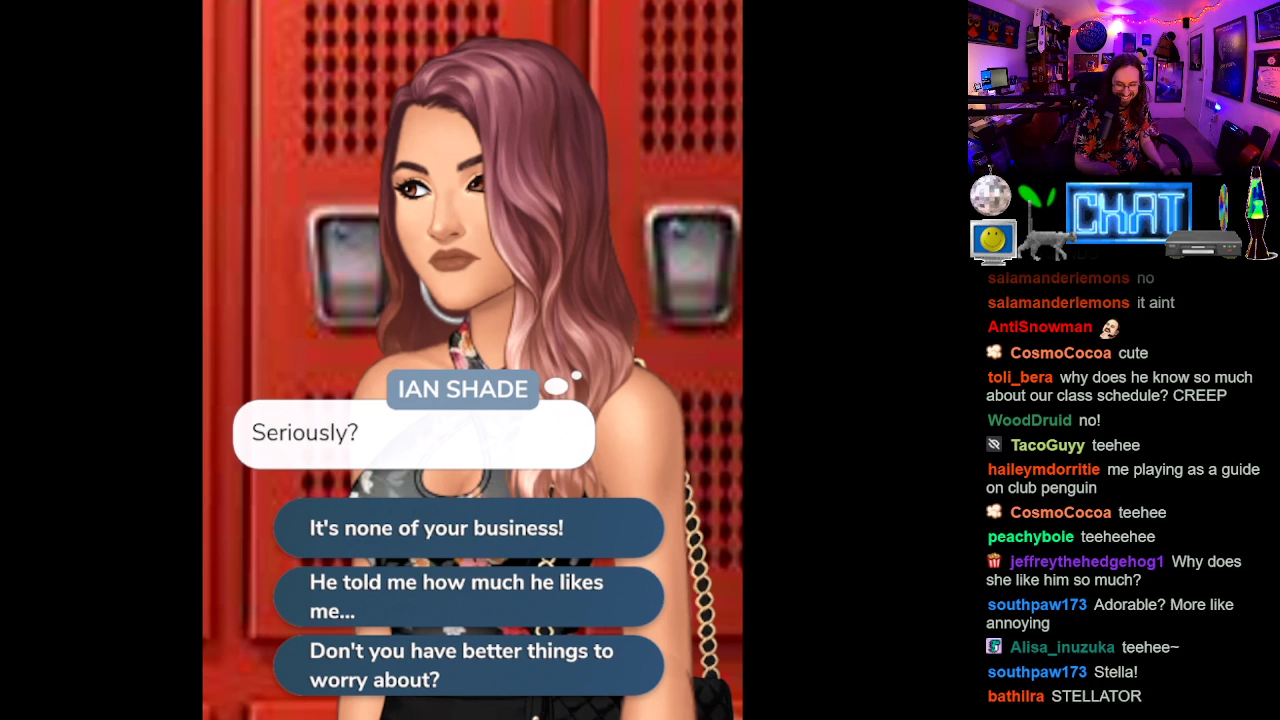 IAN SHADE
Seriously?
It's none of your business!
He told me how much he likes
me...
Don't you have better things to
worry about?
CHAT
salamanderlemons no
salamanderlemons it aint
AntiSnowman
CosmoCocoa cute
toli_bera why does he know so much
about our class schedule? CREEP
WoodDruid no!
TacoGuyy teehee
haileymdorritie me playing as a guide
on club penguin
CosmoCocoa teehee
peachybole teeheehee
jeffreythehedgehog1 Why does
she like him so much?
southpaw173 Adorable? More like
annoying
Alisa_inuzuka teehee~
southpaw173 Stella!
bathilra STELLATOR